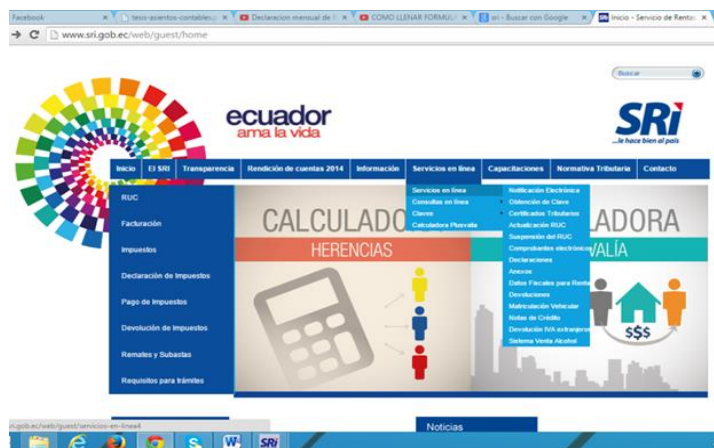 Facebook
Declaracion mensual de
COMO LLENAR FORMUL
sri - Buscar con Google
Inicio - Servicio de Rentas
www.sri.gob.ec/web/guest/home
Buscar
ecuador
ama la vida
SRi
...le hace bien al país
Inicio El SRI Transparencia Rendición de cuentas 2014 Información Servicios en línea Capacitaciones Normativa Tributaria Contacto
RUC
Facturación
Impuestos
Declaración de Impuestos
Pago de Impuestos
Devolución de Impuestos
Remates y Subastas
Requisitos para trámites
Servicios en línea
Consultas en línea
Claves
Calculadora Plusvalía
Notificación Electrónica
Obtención de Clave
Certificados Tributarios
Actualización RUC
Suspensión del RUC
Comprobantes electrónicos
Declaraciones
Anexos
Datos Fiscales para Renta
Devoluciones
Matriculación Vehicular
Notas de Crédito
Devolución IVA extranjeros
Sistema Venta Alcohol
CALCULADO
HERENCIAS
ADORA
VALÍA
$$$
Noticias
sri.gob.ec/web/guest/servicios-en-linea4
SRi